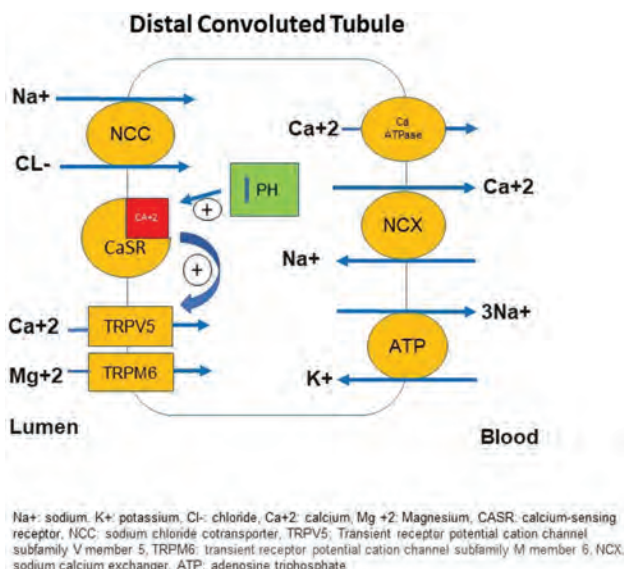 Distal Convoluted Tubule
Na+
NCC
CL-
Ca+2
Ca
ATPase
PH
+
CA+2
CaSR
+
Ca+2
NCX
Na+
Ca+2
TRPV5
3Na+
Mg+2
TRPM6
ATP
K+
Lumen
Blood
Na+: sodium, K+: potassium, Cl-: chloride, Ca+2: calcium, Mg +2: Magnesium, CASR: calcium-sensing
receptor, NCC: sodium chloride cotransporter, TRPV5: Transient receptor potential cation channel
subfamily V member 5, TRPM6: transient receptor potential cation channel subfamily M member 6, NCX:
sodium calcium exchanger, ATP: adenosine triphosphate